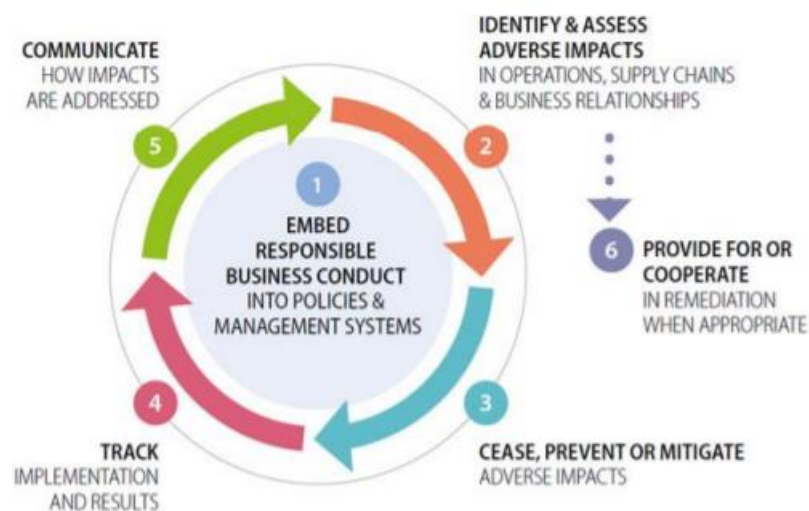 1
EMBED
RESPONSIBLE
BUSINESS CONDUCT
INTO POLICIES &
MANAGEMENT SYSTEMS
2
IDENTIFY & ASSESS
ADVERSE IMPACTS
IN OPERATIONS, SUPPLY CHAINS
& BUSINESS RELATIONSHIPS
3
CEASE, PREVENT OR MITIGATE
ADVERSE IMPACTS
4
TRACK
IMPLEMENTATION
AND RESULTS
5
COMMUNICATE
HOW IMPACTS
ARE ADDRESSED
6
PROVIDE FOR OR
COOPERATE
IN REMEDIATION
WHEN APPROPRIATE